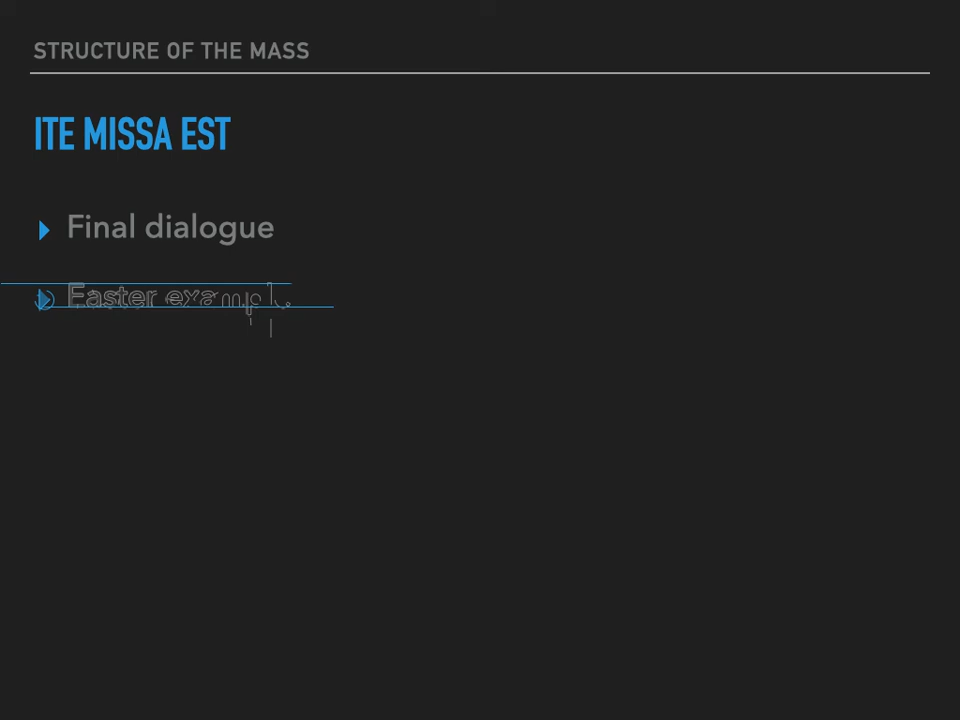 STRUCTURE OF THE MASS
ITE MISSA EST
Final dialogue
Easter